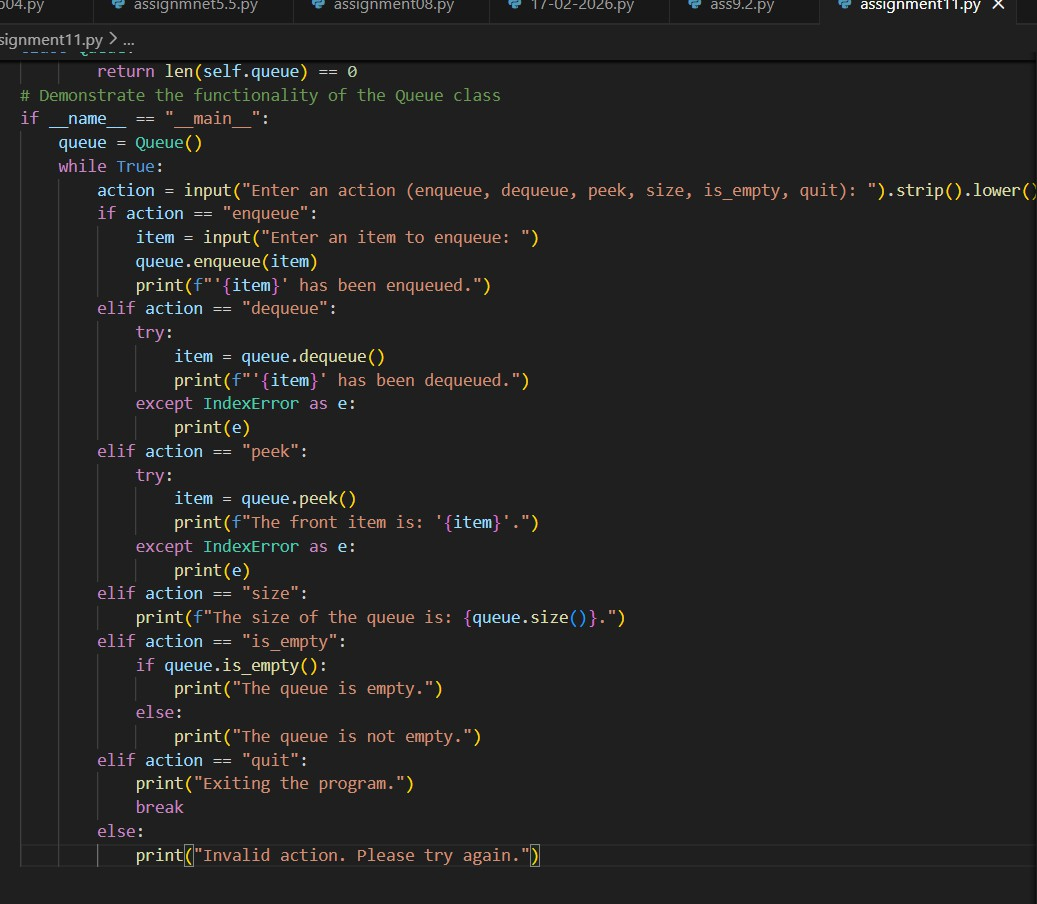 04.py assignmnet5.5.py assignment08.py 17-02-2026.py ass9.2.py assignment11.py ×
signment11.py > ...
        return len(self.queue) == 0
# Demonstrate the functionality of the Queue class
if __name__ == "__main__":
    queue = Queue()
    while True:
        action = input("Enter an action (enqueue, dequeue, peek, size, is_empty, quit): ").strip().lower()
        if action == "enqueue":
            item = input("Enter an item to enqueue: ")
            queue.enqueue(item)
            print(f"'{item}' has been enqueued.")
        elif action == "dequeue":
            try:
                item = queue.dequeue()
                print(f"'{item}' has been dequeued.")
            except IndexError as e:
                print(e)
        elif action == "peek":
            try:
                item = queue.peek()
                print(f"The front item is: '{item}'.")
            except IndexError as e:
                print(e)
        elif action == "size":
            print(f"The size of the queue is: {queue.size()}.")
        elif action == "is_empty":
            if queue.is_empty():
                print("The queue is empty.")
            else:
                print("The queue is not empty.")
        elif action == "quit":
            print("Exiting the program.")
            break
        else:
            print("Invalid action. Please try again.")